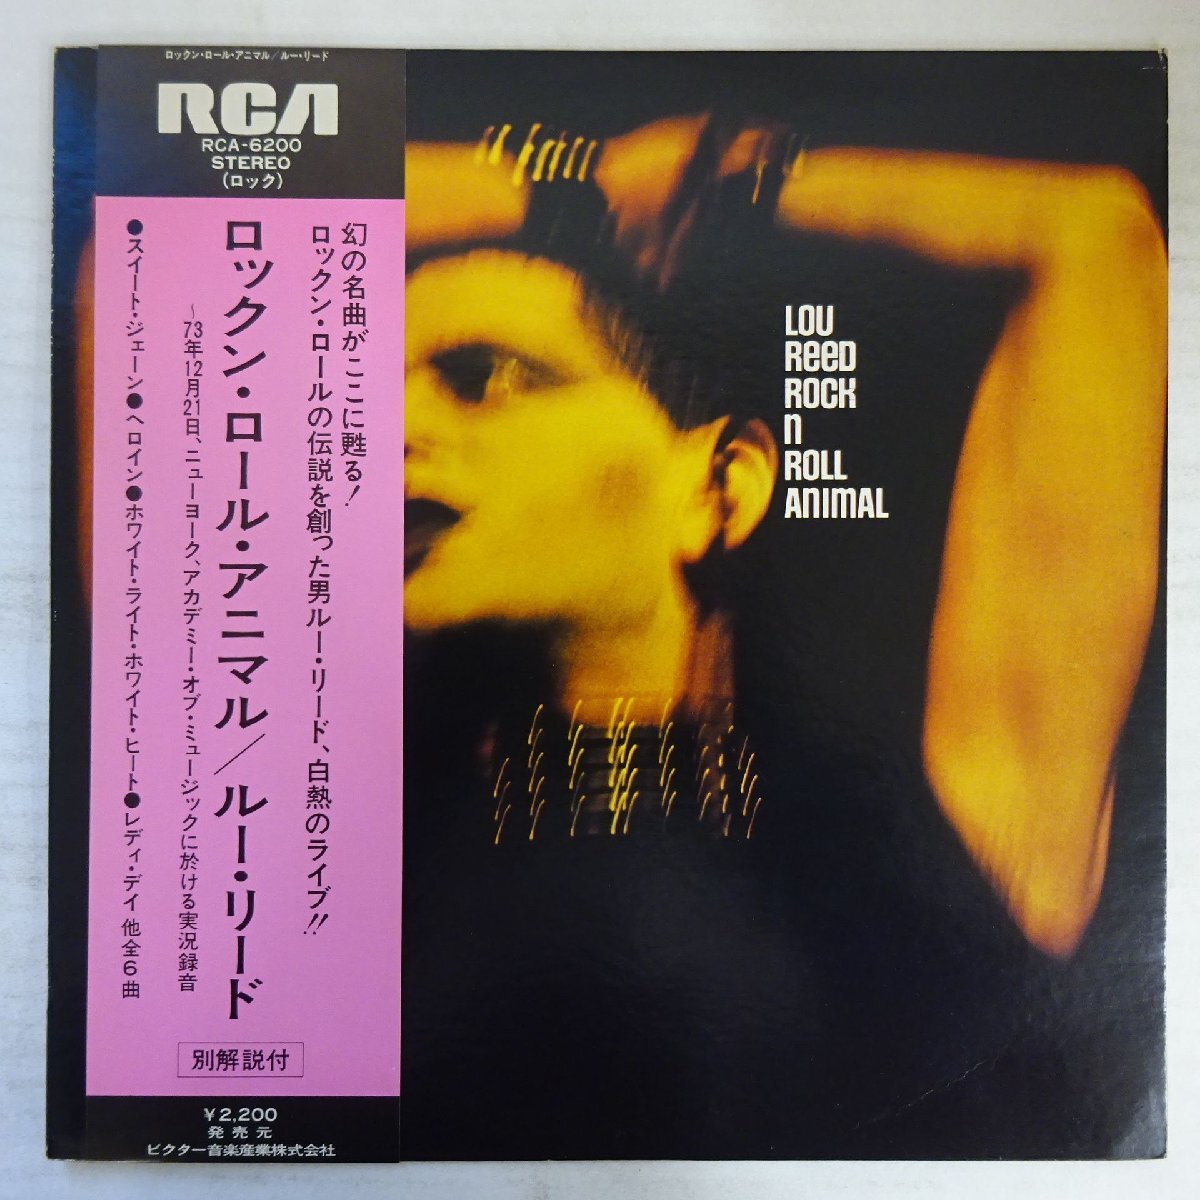 ロックン・ロール・アニマル/ルー・リード
RCA
RCA-6200
STEREO
(ロック)
幻の名曲がここに甦る!
ロックン・ロールの伝説を創った男ルー・リード、白熱のライブ!!
ロックン・ロール・アニマル/ルー・リード
~73年12月21日、ニューヨーク、アカデミー・オブ・ミュージックに於ける実況録音
●スイート・ジェーン●ヘロイン●ホワイト・ライト・ホワイト・ヒート●レディ・デイ 他全6曲
別解説付
¥2,200
発売元
ビクター音楽産業株式会社
LOU
REED
ROCK
n
ROLL
ANIMAL